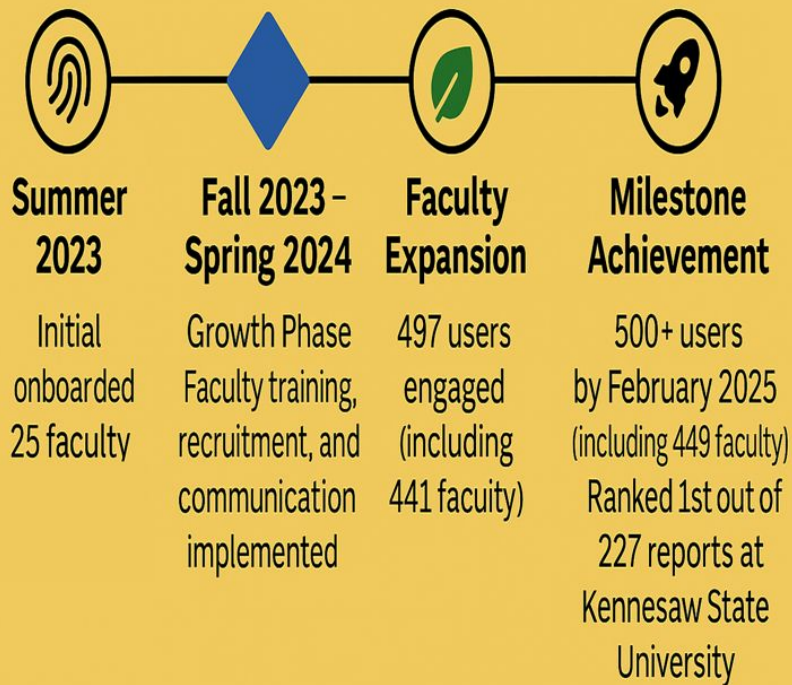 Summer
2023
Initial
onboarded
25 faculty
Fall 2023 –
Spring 2024
Growth Phase
Faculty training,
recruitment, and
communication
implemented
Faculty
Expansion
497 users
engaged
(including
441 facuity)
Milestone
Achievement
500+ users
by February 2025
(including 449 faculty)
Ranked 1st out of
227 reports at
Kennesaw State
University